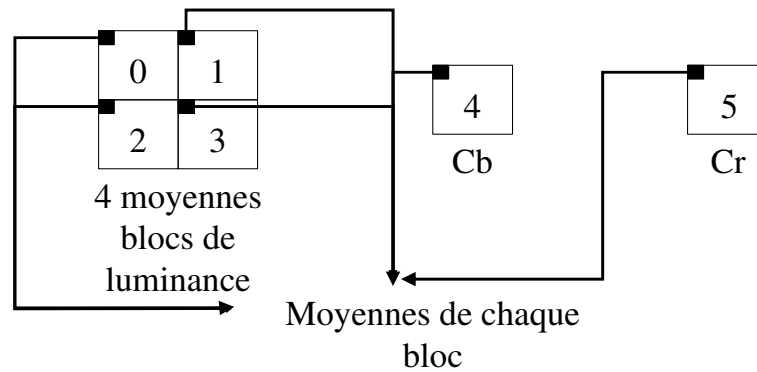 0 1
2 3
4
5
Cb
Cr
4 moyennes
blocs de
luminance
Moyennes de chaque
bloc